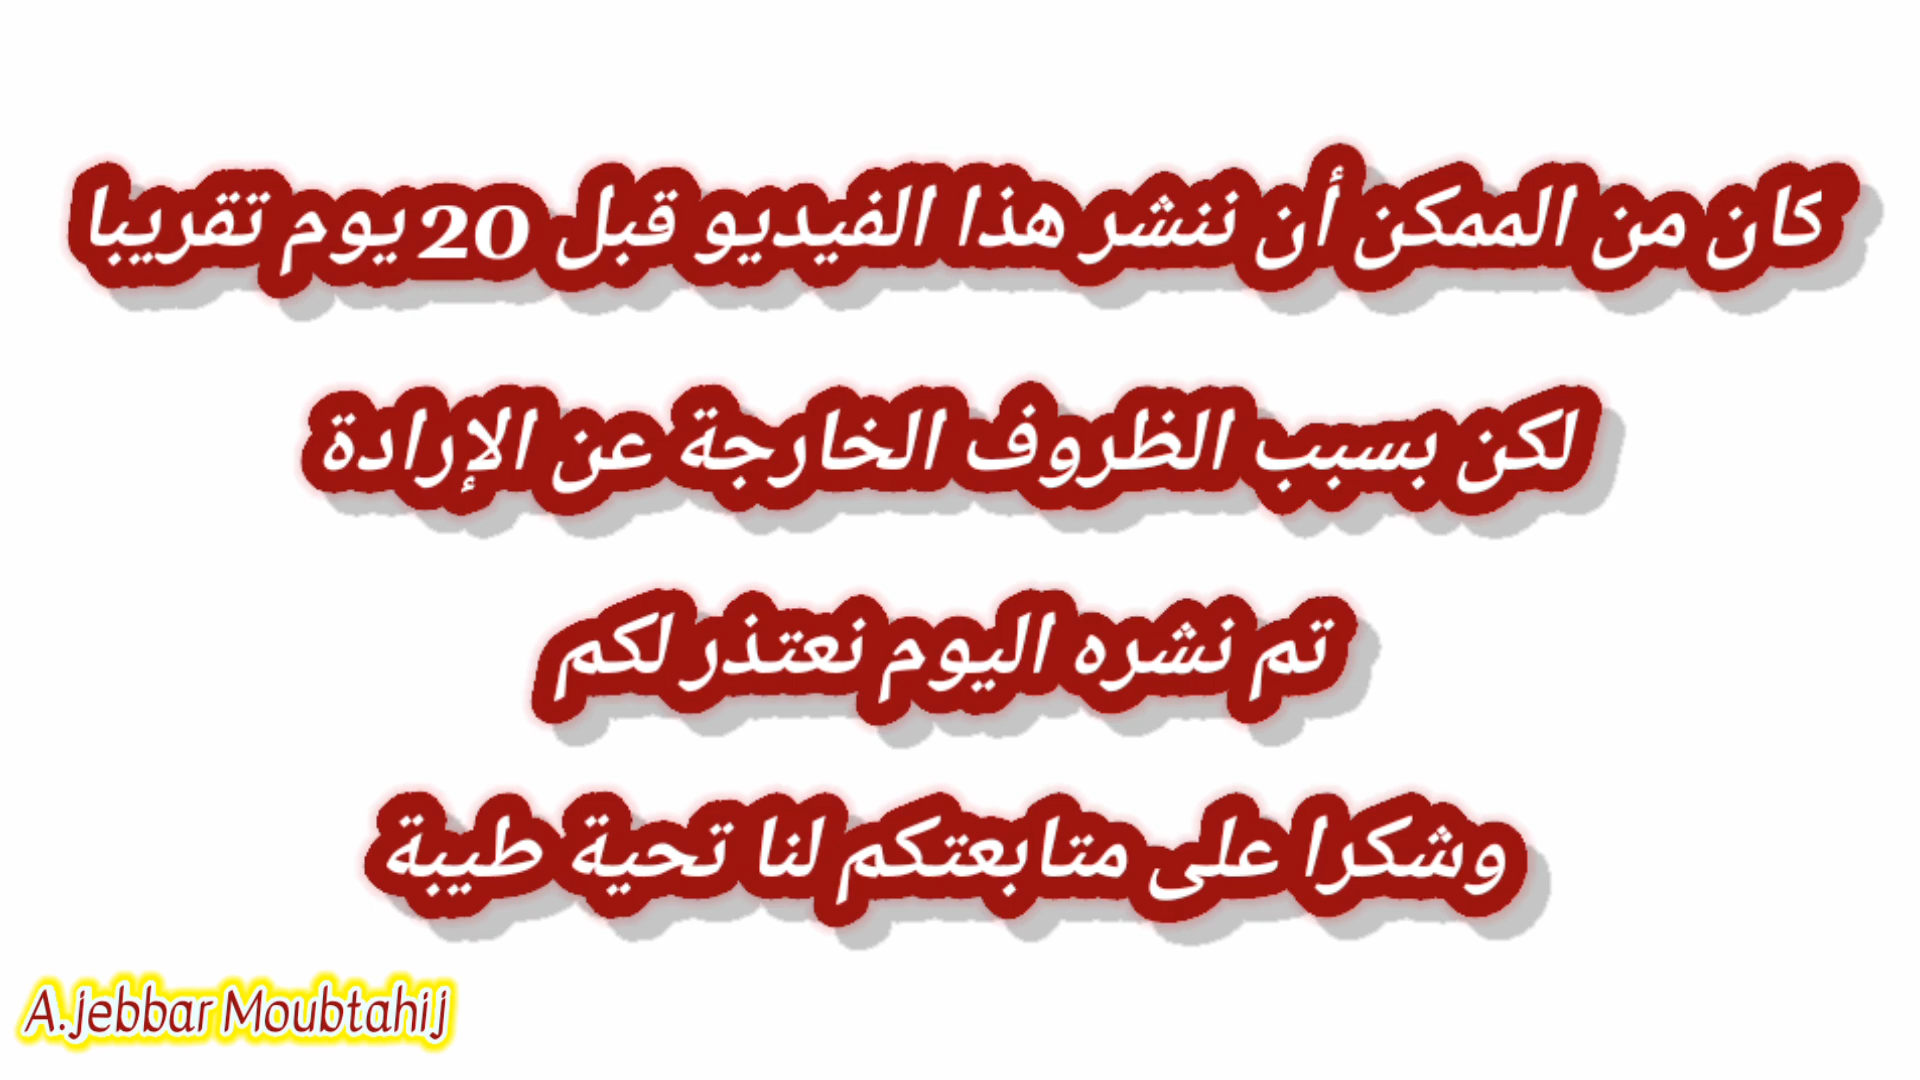 كان من الممكن أن ننشر هذا الفيديو قبل 20 يوم تقريبا
لكن بسبب الظروف الخارجة عن الإرادة
تم نشره اليوم نعتذر لكم
وشكرا على متابعتكم لنا تحية طيبة
A.jebbar Moubtahij